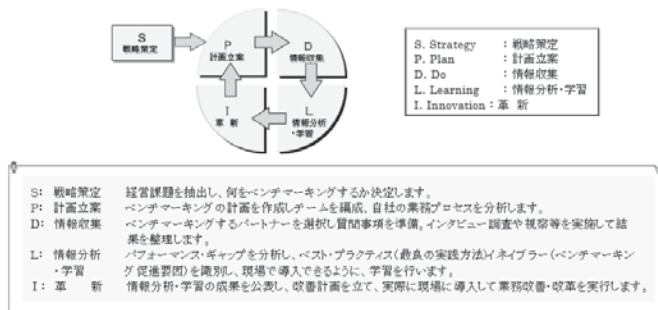 S
戦略策定
P
計画立案
D
情報収集
I
革 新
L
情報分析
・学習
S. Strategy : 戦略策定
P. Plan : 計画立案
D. Do : 情報収集
L. Learning : 情報分析・学習
I. Innovation : 革 新
S: 戦略策定 経営課題を抽出し、何をベンチマーキングするか決定します。
P: 計画立案 ベンチマーキングの計画を作成しチームを編成、自社の業務プロセスを分析します。
D: 情報収集 ベンチマーキングするパートナーを選択し質問事項を準備。インタビュー調査や視察等を実施して結
果を整理します。
L: 情報分析 パフォーマンス・ギャップを分析し、ベスト・プラクティス(最良の実践方法)イネイブラー(ベンチマーキン
・学習 グ促進要因)を識別し、現場で導入できるように、学習を行います。
I: 革 新 情報分析・学習の成果を公表し、改善計画を立て、実際に現場に導入して業務改善・改革を実行します。